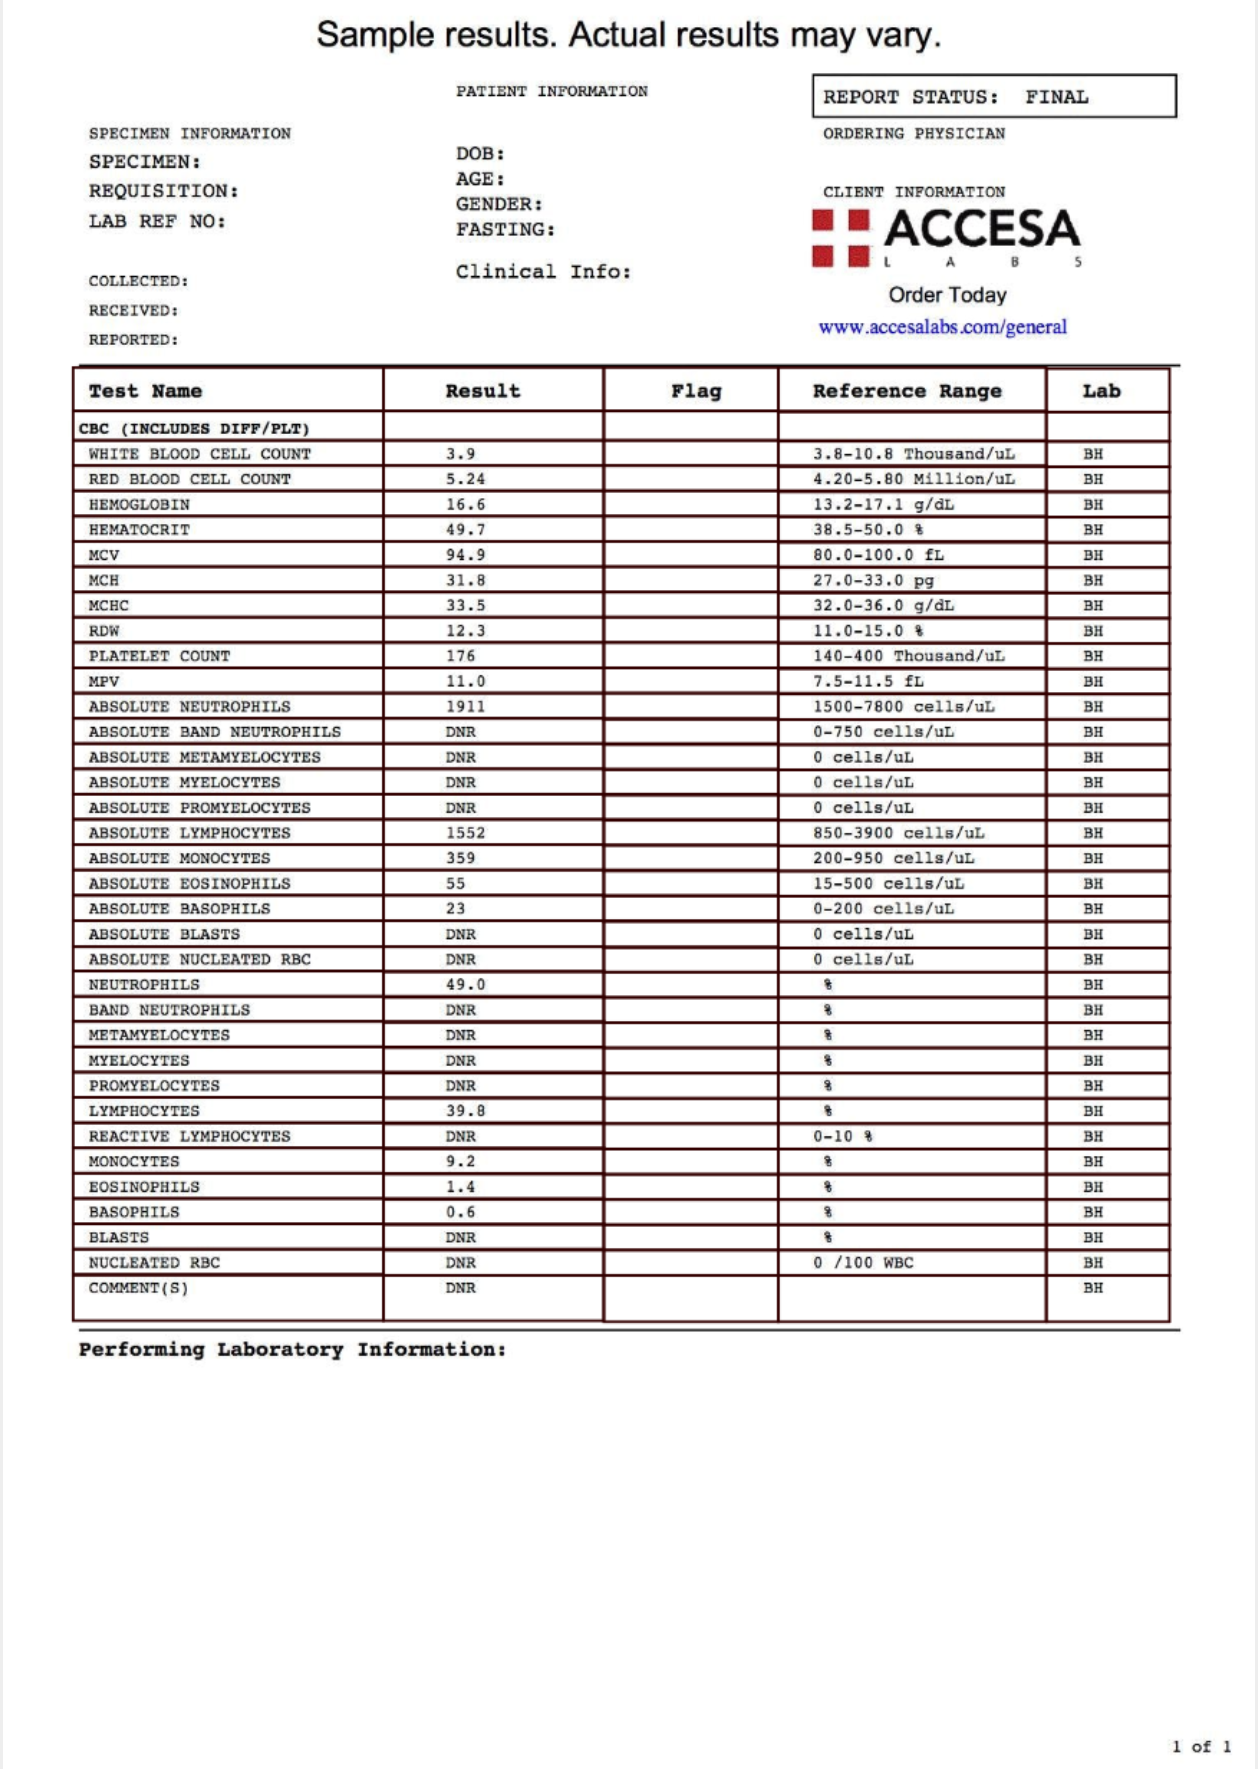 Sample results. Actual results may vary.
PATIENT INFORMATION
REPORT STATUS: FINAL
SPECIMEN INFORMATION
ORDERING PHYSICIAN
SPECIMEN:
DOB:
REQUISITION:
AGE:
CLIENT INFORMATION
LAB REF NO:
GENDER:
FASTING:
ACCESA
LABS
COLLECTED:
Clinical Info:
Order Today
RECEIVED:
www.accesalabs.com/general
REPORTED:
Test Name Result Flag Reference Range Lab
CBC (INCLUDES DIFF/PLT)
WHITE BLOOD CELL COUNT 3.9 3.8-10.8 Thousand/uL BH
RED BLOOD CELL COUNT 5.24 4.20-5.80 Million/uL BH
HEMOGLOBIN 16.6 13.2-17.1 g/dL BH
HEMATOCRIT 49.7 38.5-50.0 % BH
MCV 94.9 80.0-100.0 fL BH
MCH 31.8 27.0-33.0 pg BH
MCHC 33.5 32.0-36.0 g/dL BH
RDW 12.3 11.0-15.0 % BH
PLATELET COUNT 176 140-400 Thousand/uL BH
MPV 11.0 7.5-11.5 fL BH
ABSOLUTE NEUTROPHILS 1911 1500-7800 cells/uL BH
ABSOLUTE BAND NEUTROPHILS DNR 0-750 cells/uL BH
ABSOLUTE METAMYELOCYTES DNR 0 cells/uL BH
ABSOLUTE MYELOCYTES DNR 0 cells/uL BH
ABSOLUTE PROMYELOCYTES DNR 0 cells/uL BH
ABSOLUTE LYMPHOCYTES 1552 850-3900 cells/uL BH
ABSOLUTE MONOCYTES 359 200-950 cells/uL BH
ABSOLUTE EOSINOPHILS 55 15-500 cells/uL BH
ABSOLUTE BASOPHILS 23 0-200 cells/uL BH
ABSOLUTE BLASTS DNR 0 cells/uL BH
ABSOLUTE NUCLEATED RBC DNR 0 cells/uL BH
NEUTROPHILS 49.0 % BH
BAND NEUTROPHILS DNR % BH
METAMYELOCYTES DNR % BH
MYELOCYTES DNR % BH
PROMYELOCYTES DNR % BH
LYMPHOCYTES 39.8 % BH
REACTIVE LYMPHOCYTES DNR 0-10 % BH
MONOCYTES 9.2 % BH
EOSINOPHILS 1.4 % BH
BASOPHILS 0.6 % BH
BLASTS DNR % BH
NUCLEATED RBC DNR 0 /100 WBC BH
COMMENT(S) DNR BH
Performing Laboratory Information:
1 of 1